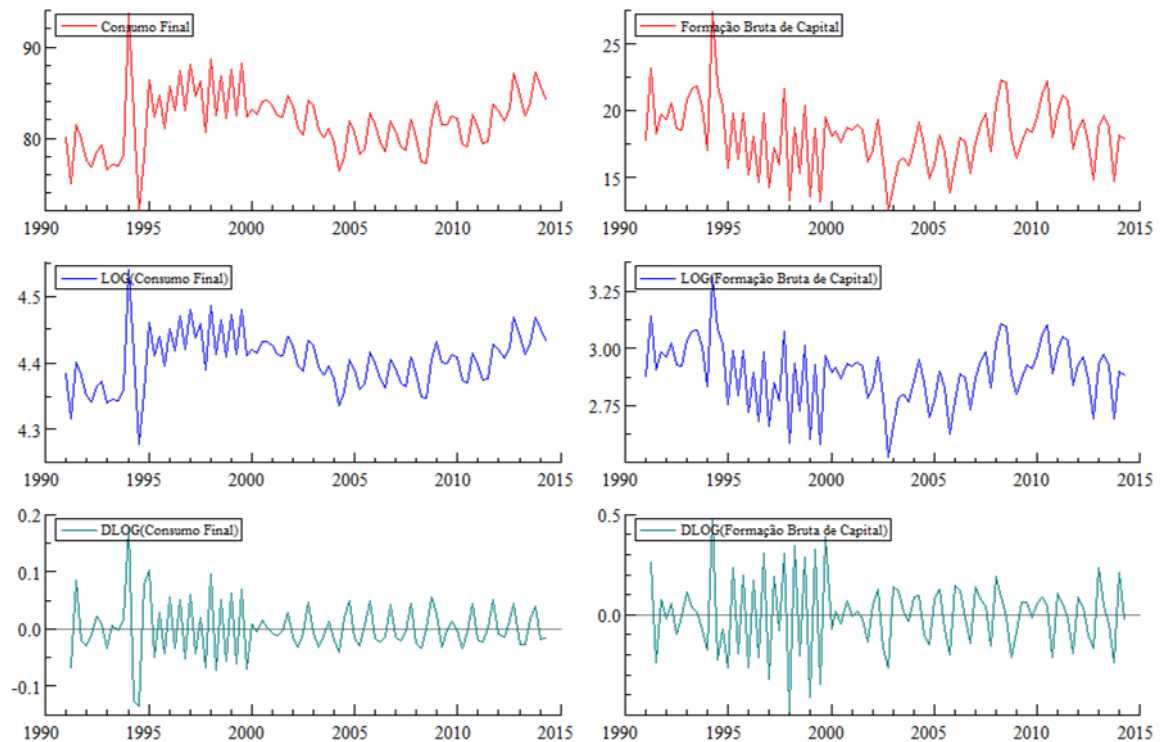 Consumo Final
90
80
1990 1995 2000 2005 2010 2015
Formação Bruta de Capital
25
20
15
1990 1995 2000 2005 2010 2015
LOG(Consumo Final)
4.5
4.4
4.3
1990 1995 2000 2005 2010 2015
LOG(Formação Bruta de Capital)
3.25
3.00
2.75
1990 1995 2000 2005 2010 2015
0.2
DLOG(Consumo Final)
0.1
0.0
-0.1
1990 1995 2000 2005 2010 2015
0.5
DLOG(Formação Bruta de Capital)
0.0
1990 1995 2000 2005 2010 2015